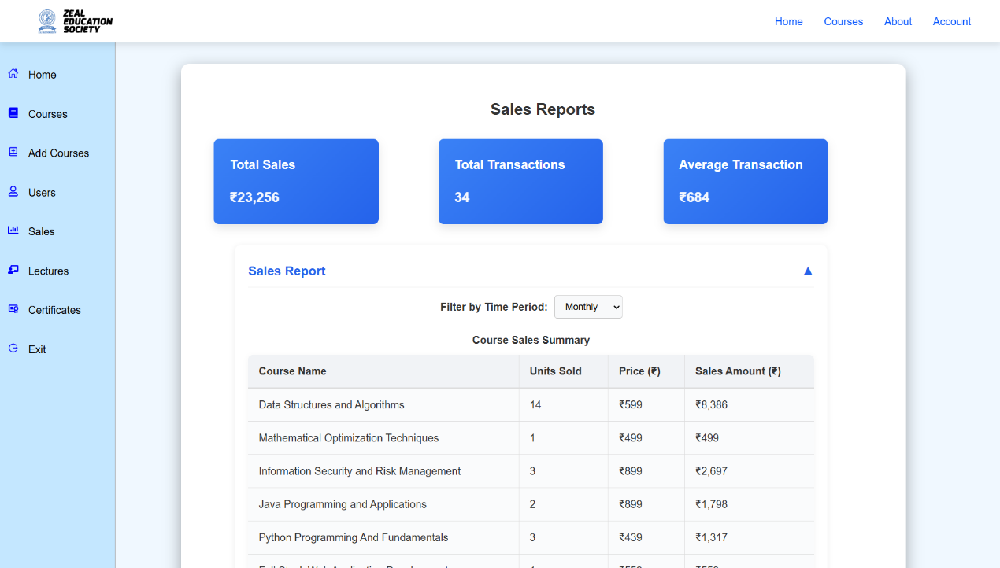 ZEAL
EDUCATION
SOCIETY
Home Courses About Account
Home
Courses
Add Courses
Users
Sales
Lectures
Certificates
Exit
Sales Reports
Total Sales
₹23,256
Total Transactions
34
Average Transaction
₹684
Sales Report ▲
Filter by Time Period: Monthly
Course Sales Summary
Course Name Units Sold Price (₹) Sales Amount (₹)
Data Structures and Algorithms 14 ₹599 ₹8,386
Mathematical Optimization Techniques 1 ₹499 ₹499
Information Security and Risk Management 3 ₹899 ₹2,697
Java Programming and Applications 2 ₹899 ₹1,798
Python Programming And Fundamentals 3 ₹439 ₹1,317